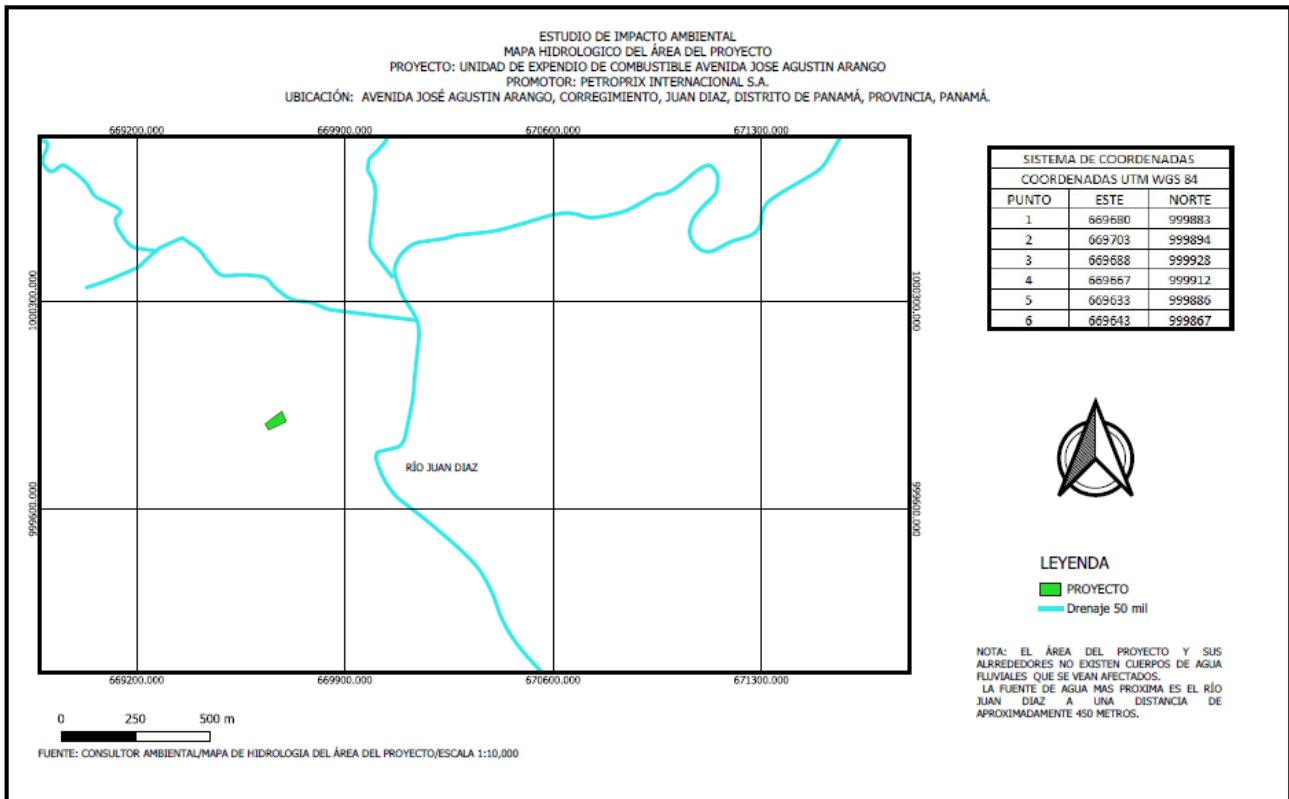 ESTUDIO DE IMPACTO AMBIENTAL
MAPA HIDROLOGICO DEL ÁREA DEL PROYECTO
PROYECTO: UNIDAD DE EXPENDIO DE COMBUSTIBLE AVENIDA JOSE AGUSTIN ARANGO
PROMOTOR: PETROPRIX INTERNACIONAL S.A.
UBICACIÓN: AVENIDA JOSÉ AGUSTIN ARANGO, CORREGIMIENTO, JUAN DIAZ, DISTRITO DE PANAMÁ, PROVINCIA, PANAMÁ.
669200.000 669900.000 670600.000 671300.000
1000300.000 1000300.000
RÍO JUAN DIAZ
999600.000 999600.000
669200.000 669900.000 670600.000 671300.000
0 250 500 m
FUENTE: CONSULTOR AMBIENTAL/MAPA DE HIDROLOGIA DEL ÁREA DEL PROYECTO/ESCALA 1:10,000
SISTEMA DE COORDENADAS
COORDENADAS UTM WGS 84
PUNTO ESTE NORTE
1 669680 999883
2 669703 999894
3 669688 999928
4 669667 999912
5 669633 999886
6 669643 999867
LEYENDA
PROYECTO
Drenaje 50 mil
NOTA: EL ÁREA DEL PROYECTO Y SUS
ALRREDEDORES NO EXISTEN CUERPOS DE AGUA
FLUVIALES QUE SE VEAN AFECTADOS.
LA FUENTE DE AGUA MAS PROXIMA ES EL RÍO
JUAN DIAZ A UNA DISTANCIA DE
APROXIMADAMENTE 450 METROS.